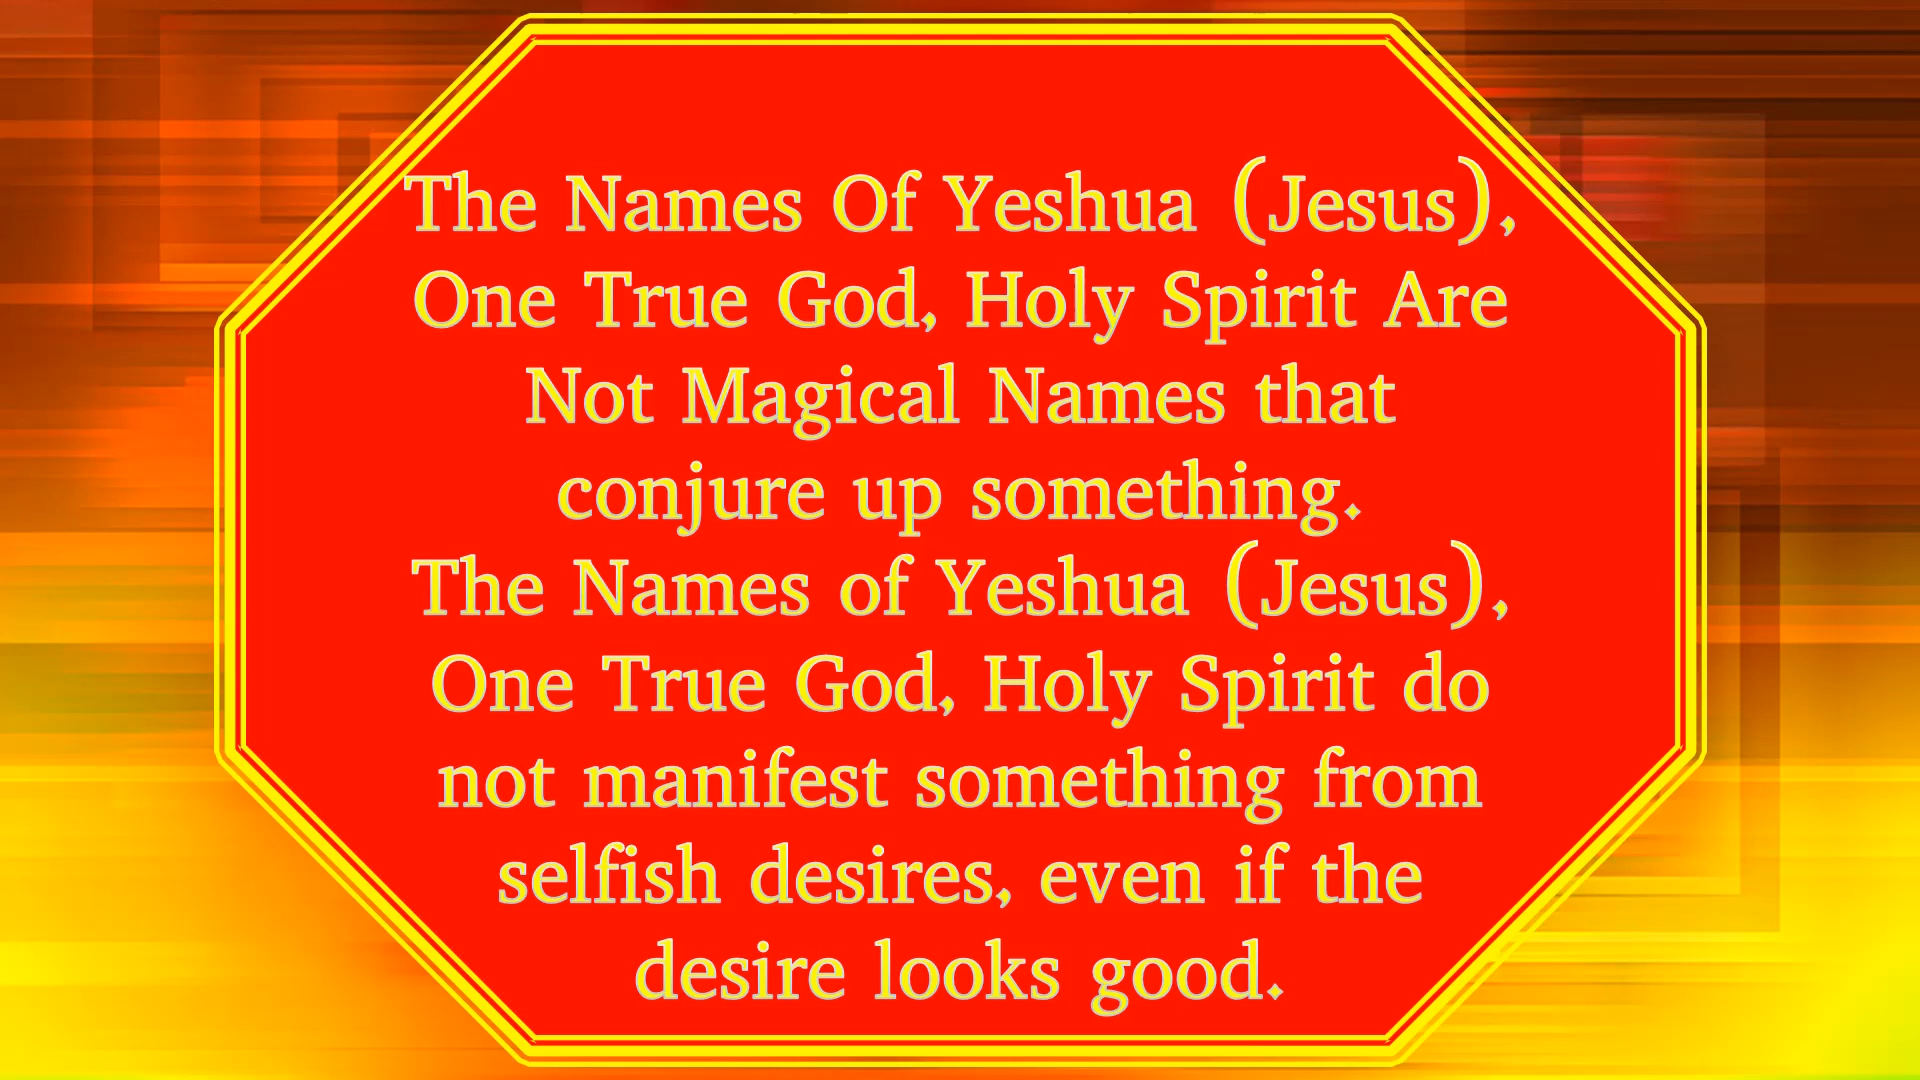 The Names Of Yeshua (Jesus),
One True God, Holy Spirit Are
Not Magical Names that
conjure up something.
The Names of Yeshua (Jesus),
One True God, Holy Spirit do
not manifest something from
selfish desires, even if the
desire looks good.